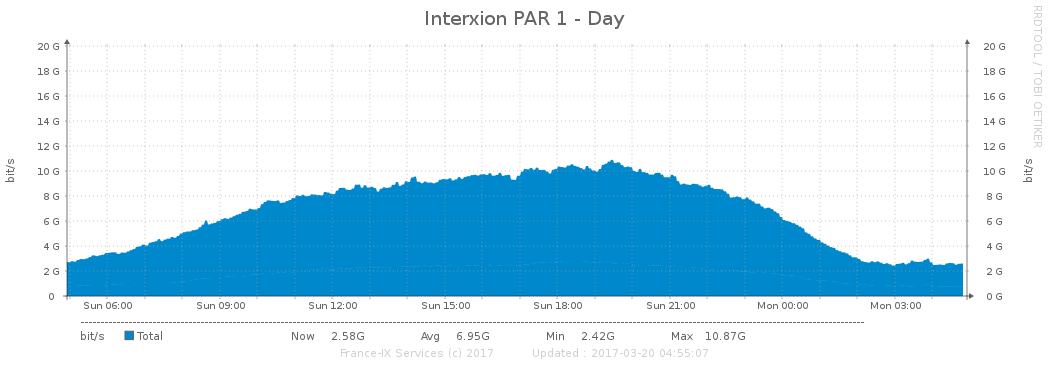 Interxion PAR 1 - Day
RRDTOOL / TOBI OETIKER
bit/s
20 G 20 G
18 G 18 G
16 G 16 G
14 G 14 G
12 G 12 G
10 G 10 G
8 G 8 G
6 G 6 G
4 G 4 G
2 G 2 G
0 0 G
bit/s
Sun 06:00 Sun 09:00 Sun 12:00 Sun 15:00 Sun 18:00 Sun 21:00 Mon 00:00 Mon 03:00
bit/s Total Now 2.58G Avg 6.95G Min 2.42G Max 10.87G
France-IX Services (c) 2017 Updated : 2017-03-20 04:55:07